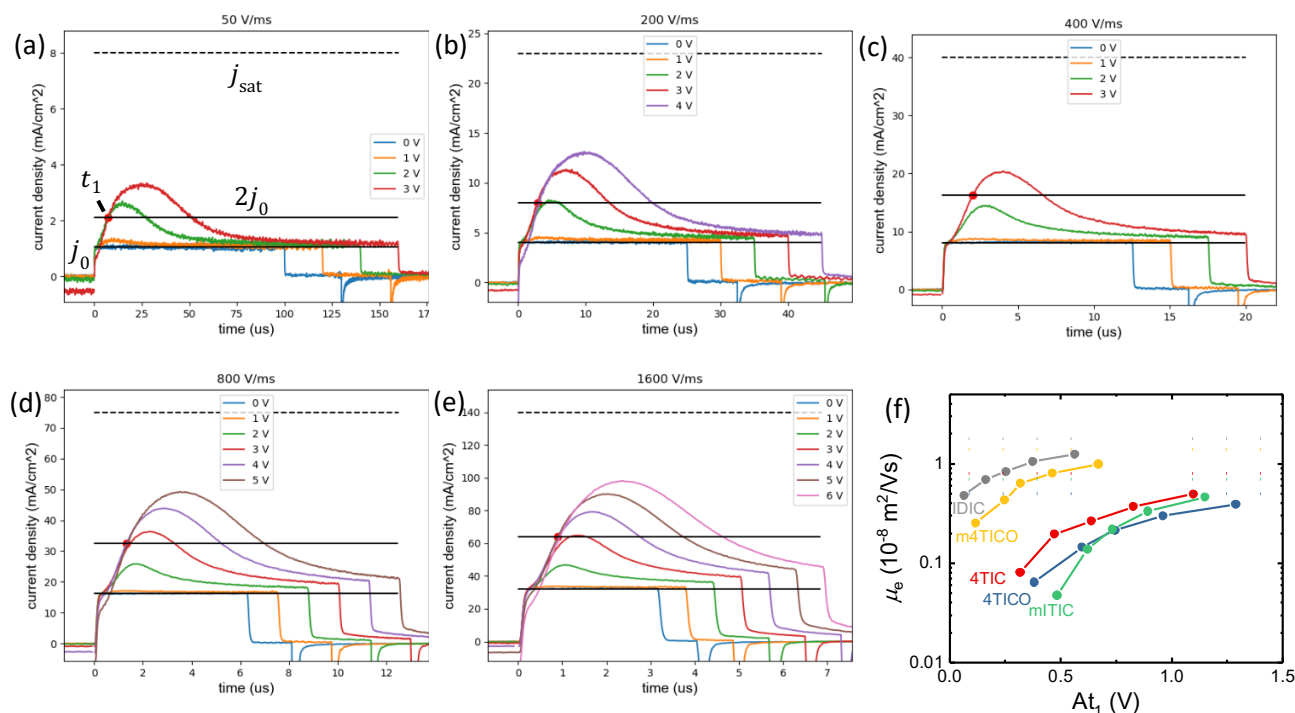 50 V/ms
(a)
current density (mA/cm^2)
8
6
4
2
0
j_sat
t_1
2j_0
j_0
0 V
1 V
2 V
3 V
0 25 50 75 100 125 150 17
time (us)
200 V/ms
(b)
current density (mA/cm^2)
25
20
15
10
5
0
0 V
1 V
2 V
3 V
4 V
0 10 20 30 40
time (us)
400 V/ms
(c)
current density (mA/cm^2)
40
30
20
10
0
0 V
1 V
2 V
3 V
0 5 10 15 20
time (us)
800 V/ms
(d)
current density (mA/cm^2)
80
70
60
50
40
30
20
10
0
0 V
1 V
2 V
3 V
4 V
5 V
0 2 4 6 8 10 12
time (us)
1600 V/ms
(e)
current density (mA/cm^2)
140
120
100
80
60
40
20
0
0 V
1 V
2 V
3 V
4 V
5 V
6 V
0 1 2 3 4 5 6 7
time (us)
(f)
μ_e (10^-8 m^2/Vs)
1
0.1
0.01
IDIC
m4TICO
4TIC
4TICO
mITIC
0.0 0.5 1.0 1.5
At_1 (V)